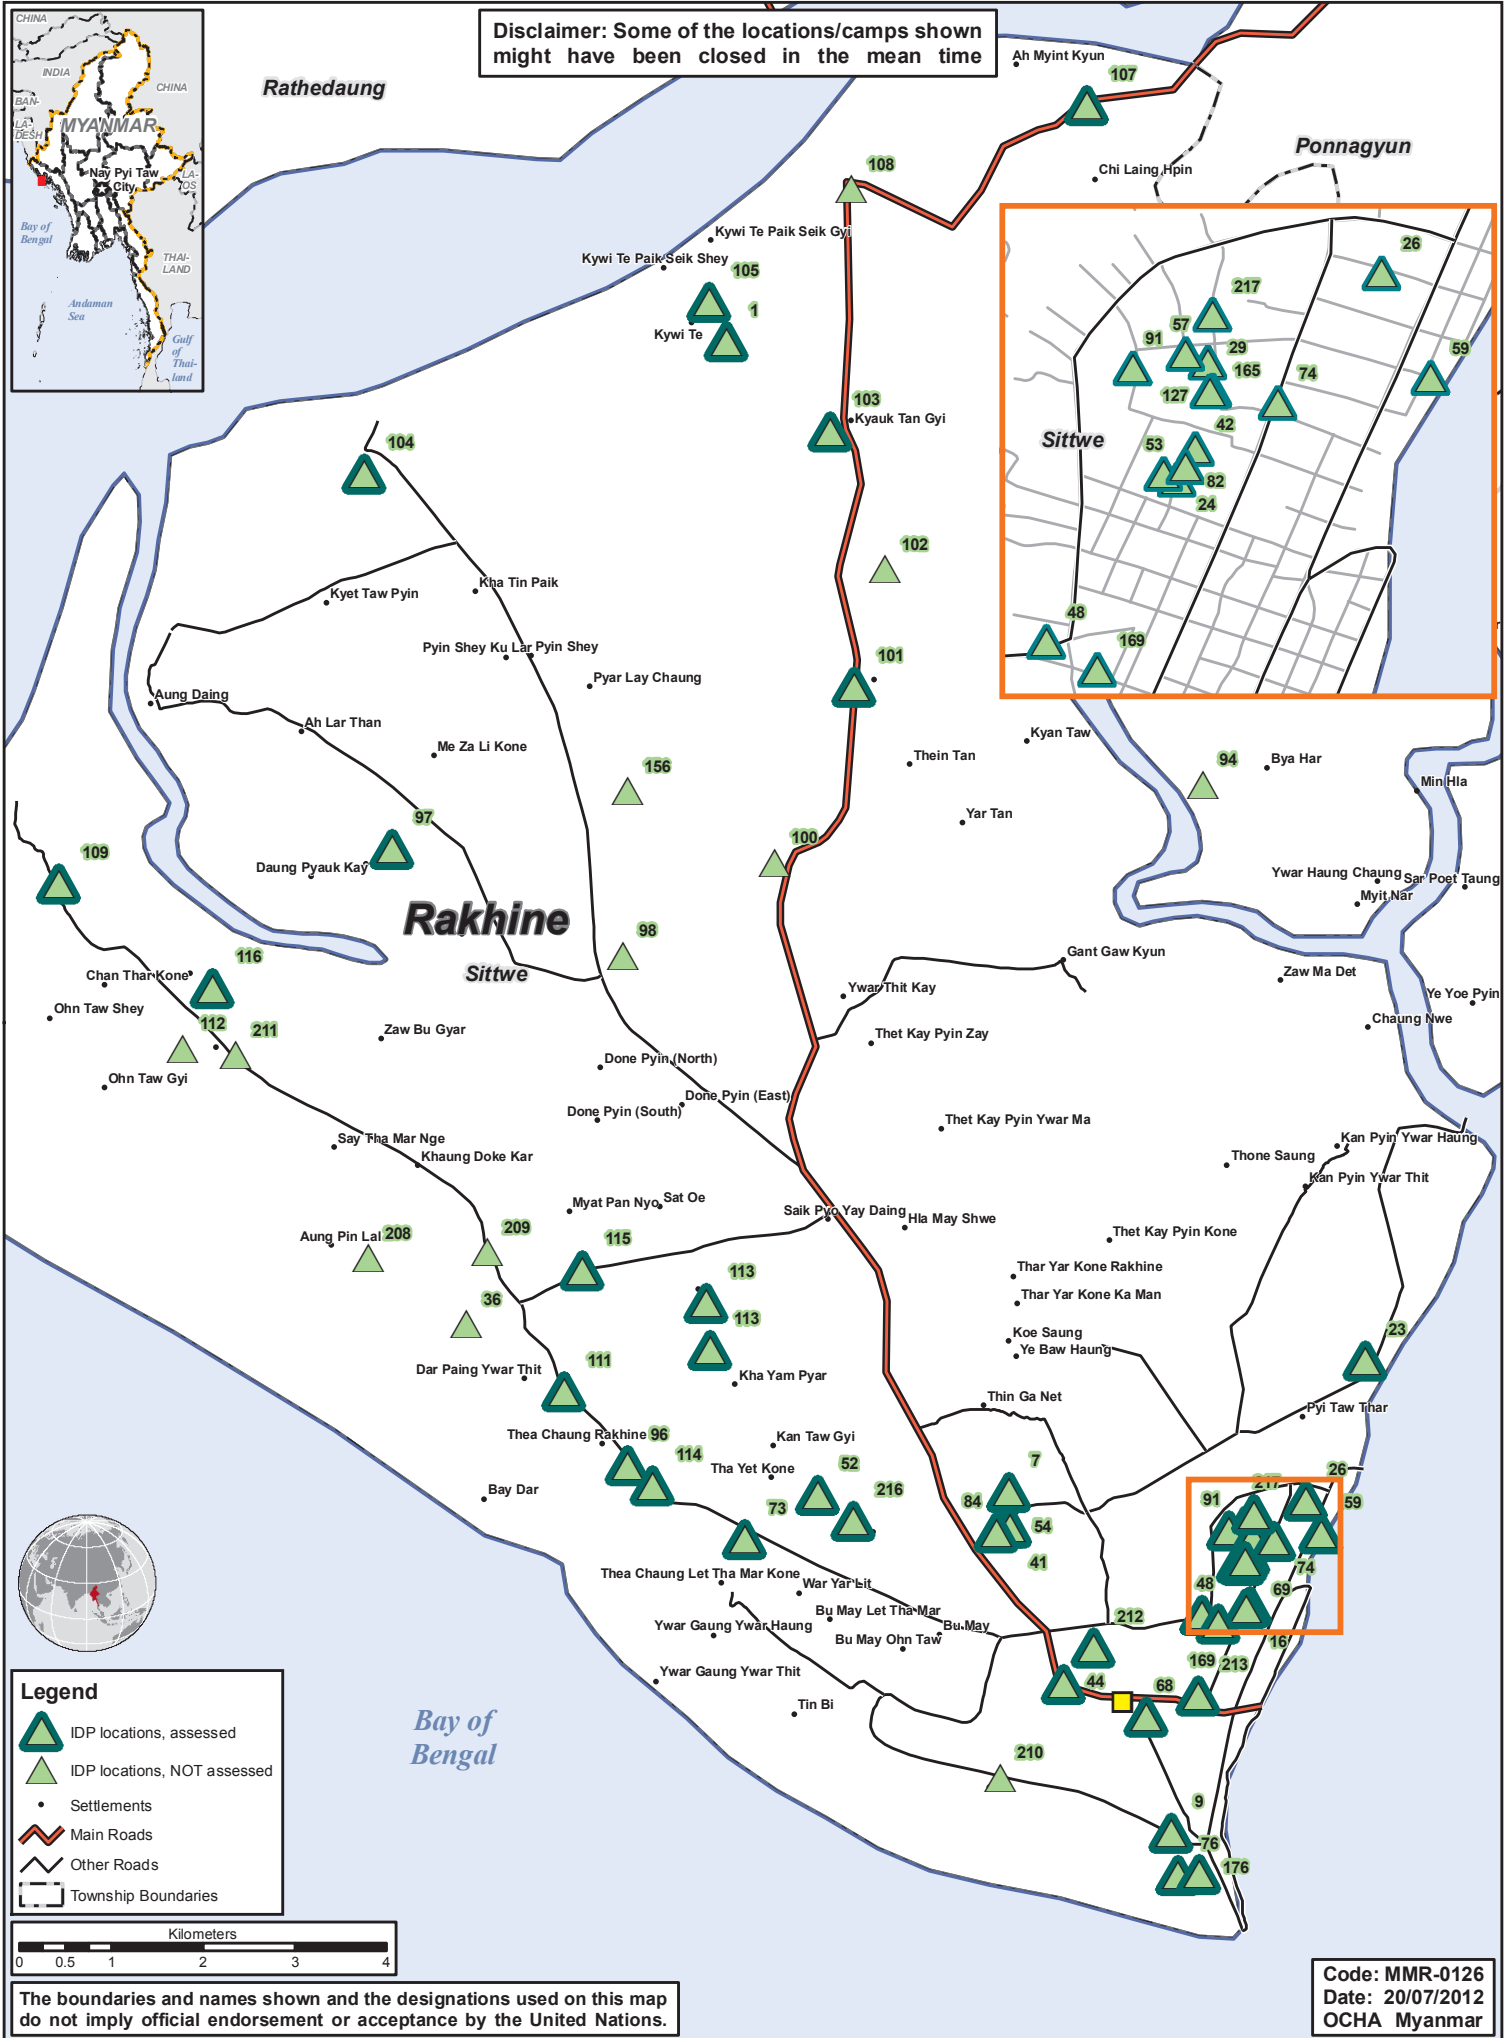 Disclaimer: Some of the locations/camps shown
might have been closed in the mean time
CHINA
INDIA
CHINA
BAN-
LA-
DESH
MYANMAR
Nay Pyi Taw
City
LA-
OS
Bay of
Bengal
THAI-
LAND
Andaman
Sea
Gulf
of
Thai-
land
Rathedaung
Ah Myint Kyun
107
Ponnagyun
108
Chi Laing Hpin
Kywi Te Paik Seik Gyi
Kywi Te Paik Seik Shey
105
1
Kywi Te
26
217
57
91
29
165
59
127
74
42
Sittwe
53
82
24
48
169
103
Kyauk Tan Gyi
104
102
Kha Tin Paik
Kyet Taw Pyin
Pyin Shey Ku Lar
Pyin Shey
101
Pyar Lay Chaung
Aung Daing
Ah Lar Than
Me Za Li Kone
Kyan Taw
Thein Tan
94
Bya Har
Min Hla
156
Yar Tan
97
100
109
Daung Pyauk Kay
Ywar Haung Chaung
Sar Poet Taung
Myit Nar
Rakhine
98
Sittwe
116
Gant Gaw Kyun
Chan Thar Kone
Zaw Ma Det
Ywar Thit Kay
Ye Yoe Pyin
Ohn Taw Shey
112
211
Zaw Bu Gyar
Chaung Nwe
Thet Kay Pyin Zay
Done Pyin (North)
Ohn Taw Gyi
Done Pyin (East)
Done Pyin (South)
Thet Kay Pyin Ywar Ma
Say Tha Mar Nge
Kan Pyin Ywar Haung
Khaung Doke Kar
Thone Saung
Kan Pyin Ywar Thit
Myat Pan Nyo
Sat Oe
Saik Pyo Yay Daing
Hla May Shwe
Aung Pin Lal
208
209
115
Thet Kay Pyin Kone
113
Thar Yar Kone Rakhine
36
Thar Yar Kone Ka Man
113
Koe Saung
23
Ye Baw Haung
111
Dar Paing Ywar Thit
Kha Yam Pyar
Thin Ga Net
Pyi Taw Thar
Thea Chaung Rakhine
96
Kan Taw Gyi
114
Tha Yet Kone
52
7
26
Bay Dar
73
216
84
217
91
59
54
41
74
Thea Chaung Let Tha Mar Kone
War Yar Lit
48
69
Bu May Let Tha Mar
212
Ywar Gaung Ywar Haung
Bu May
Bu May Ohn Taw
16
169
213
Ywar Gaung Ywar Thit
44
68
Tin Bi
Bay of
Bengal
210
9
76
176
Legend
IDP locations, assessed
IDP locations, NOT assessed
Settlements
Main Roads
Other Roads
Township Boundaries
Kilometers
0 0.5 1 2 3 4
The boundaries and names shown and the designations used on this map
do not imply official endorsement or acceptance by the United Nations.
Code: MMR-0126
Date: 20/07/2012
OCHA Myanmar